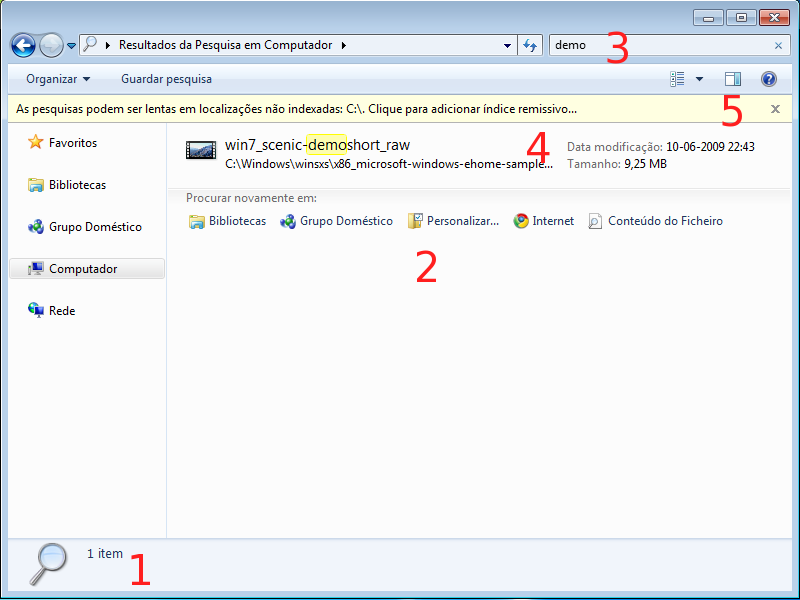 Resultados da Pesquisa em Computador
demo
3
Organizar
Guardar pesquisa
As pesquisas podem ser lentas em localizações não indexadas: C:\. Clique para adicionar índice remissivo...
5
Favoritos
Bibliotecas
Grupo Doméstico
Computador
Rede
win7_scenic-demoshort_raw
C:\Windows\winsxs\x86_microsoft-windows-ehome-sample...
4
Data modificação: 10-06-2009 22:43
Tamanho: 9,25 MB
Procurar novamente em:
Bibliotecas
Grupo Doméstico
Personalizar...
Internet
Conteúdo do Ficheiro
2
1 item
1